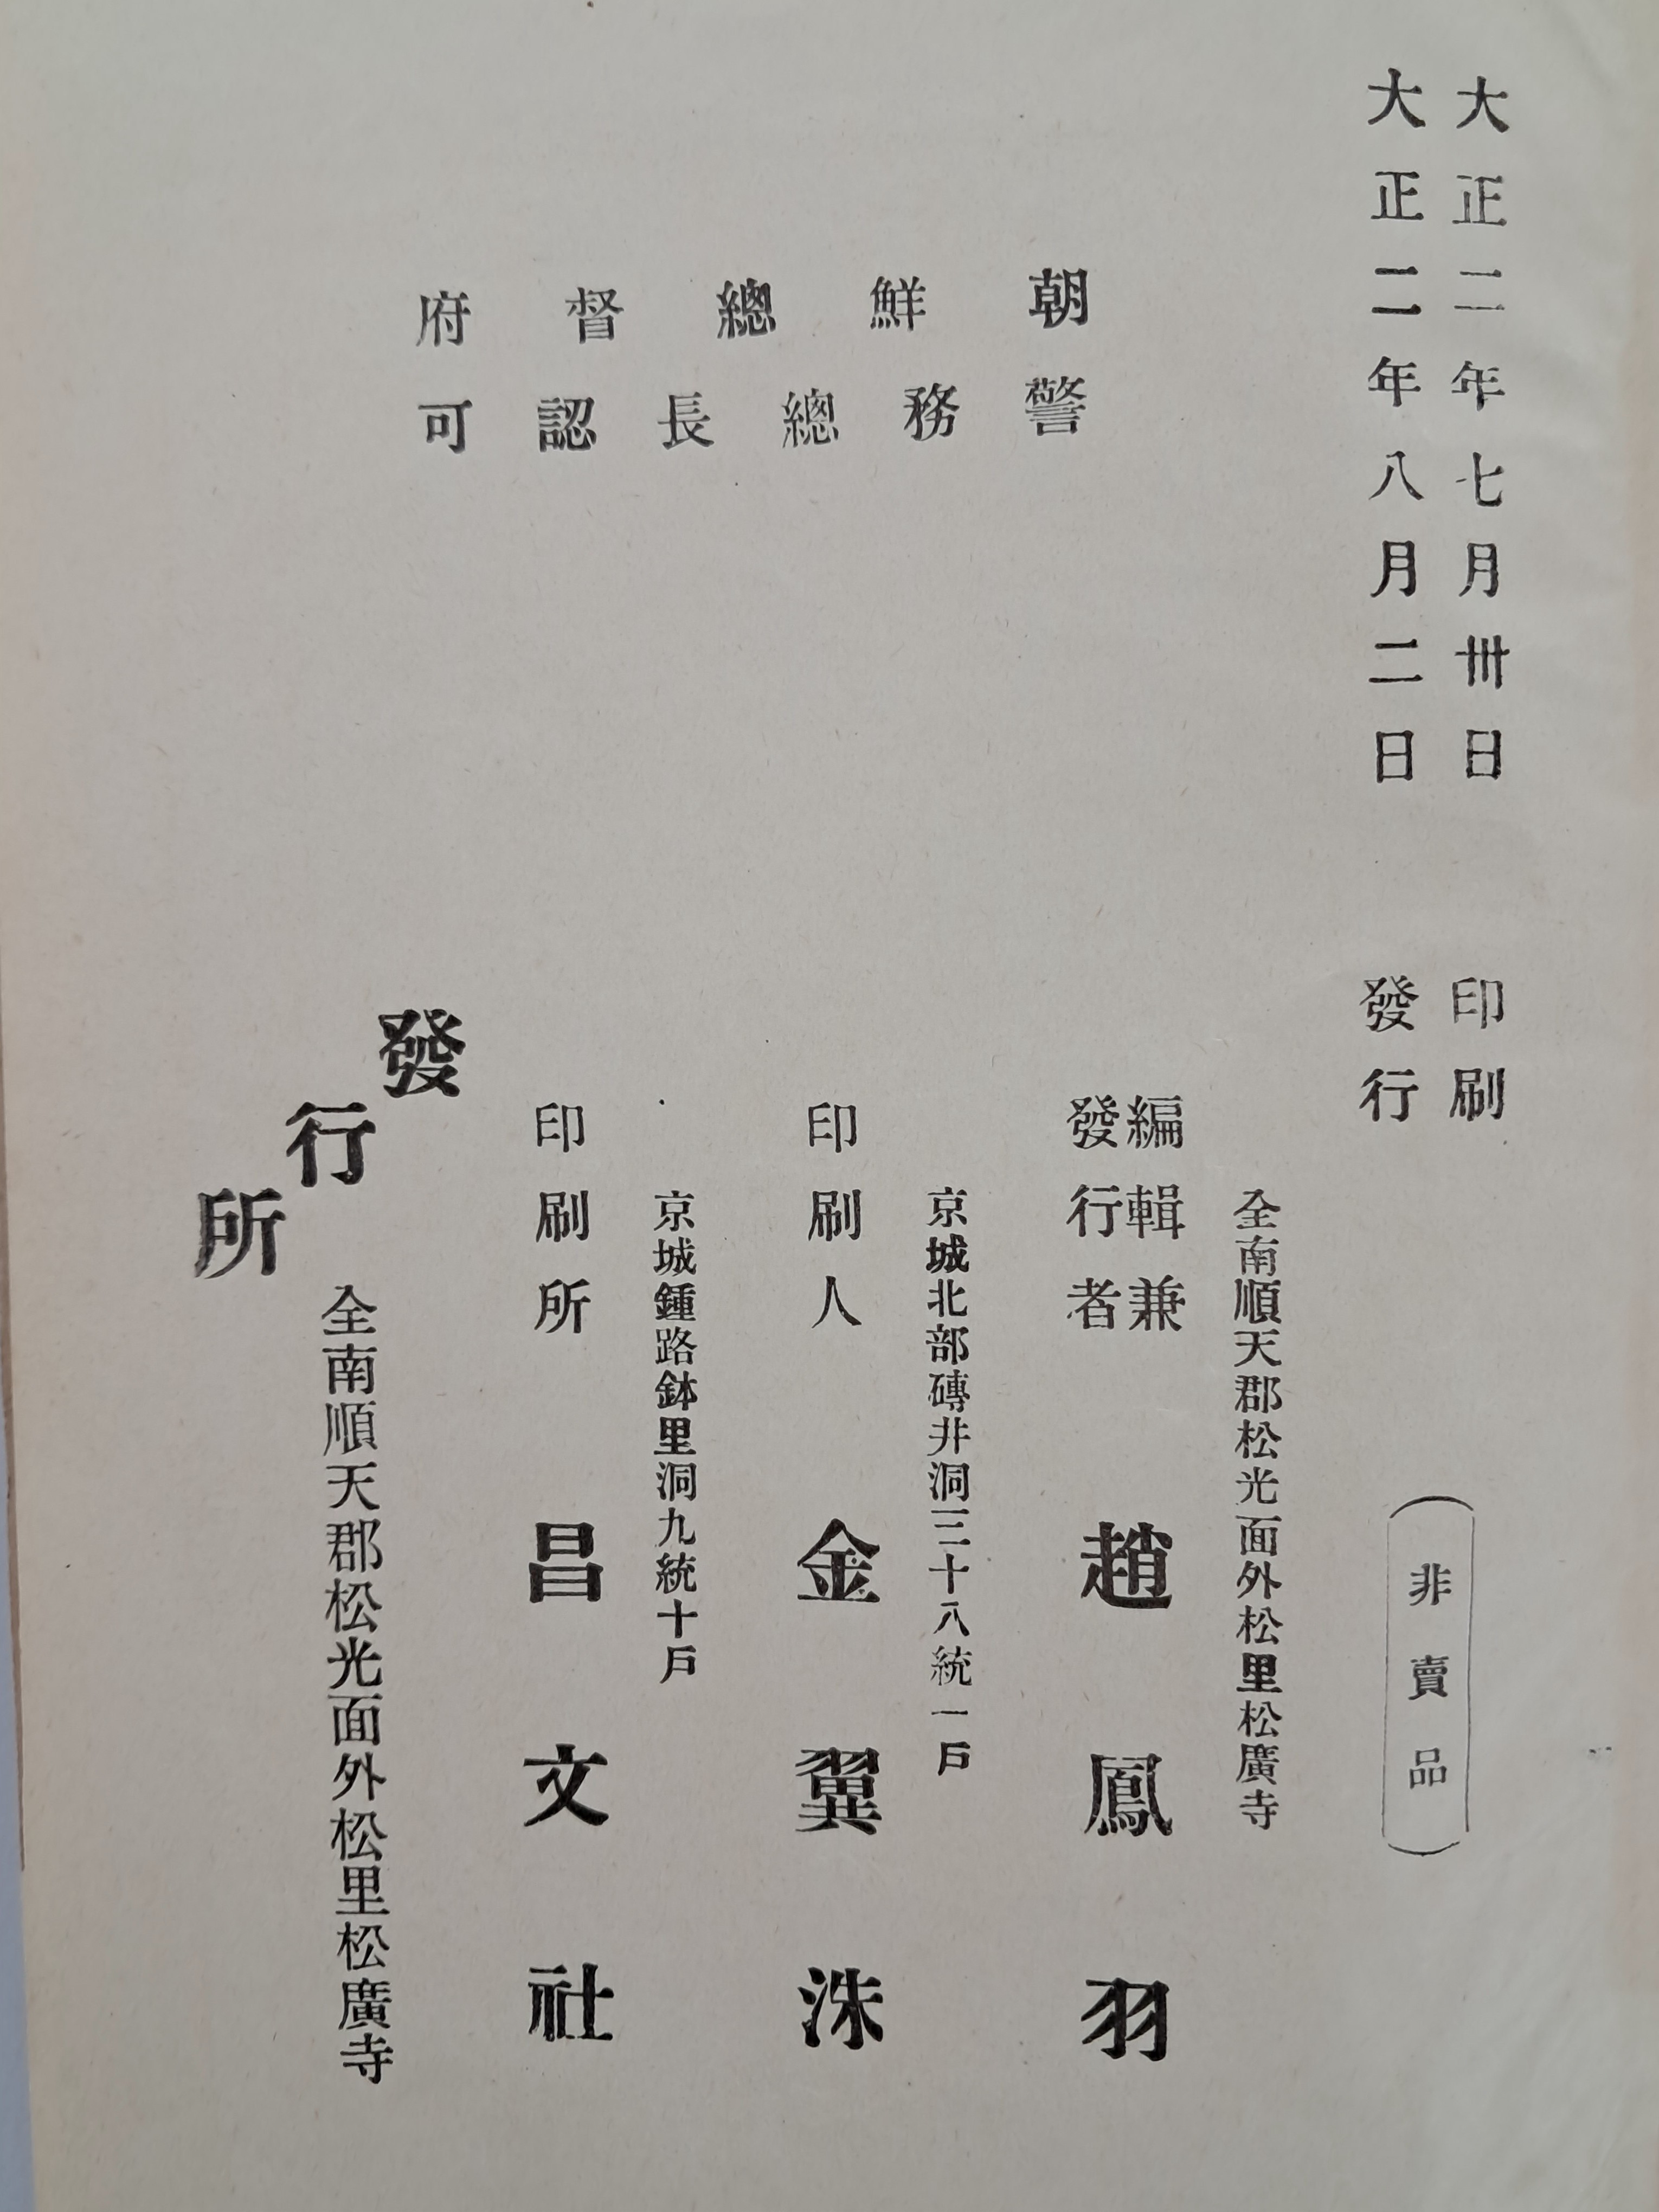 大正二年七月卅日 印刷
大正二年八月二日 發行
非賣品
朝鮮總督府
警務總長認可
全南順天郡松光面外松里松廣寺
編輯兼
發行者 趙鳳羽
京城北部磚井洞三十八統一戶
印刷人 金翼洙
京城鍾路鉢里洞九統十戶
印刷所 昌文社
發行所
全南順天郡松光面外松里松廣寺